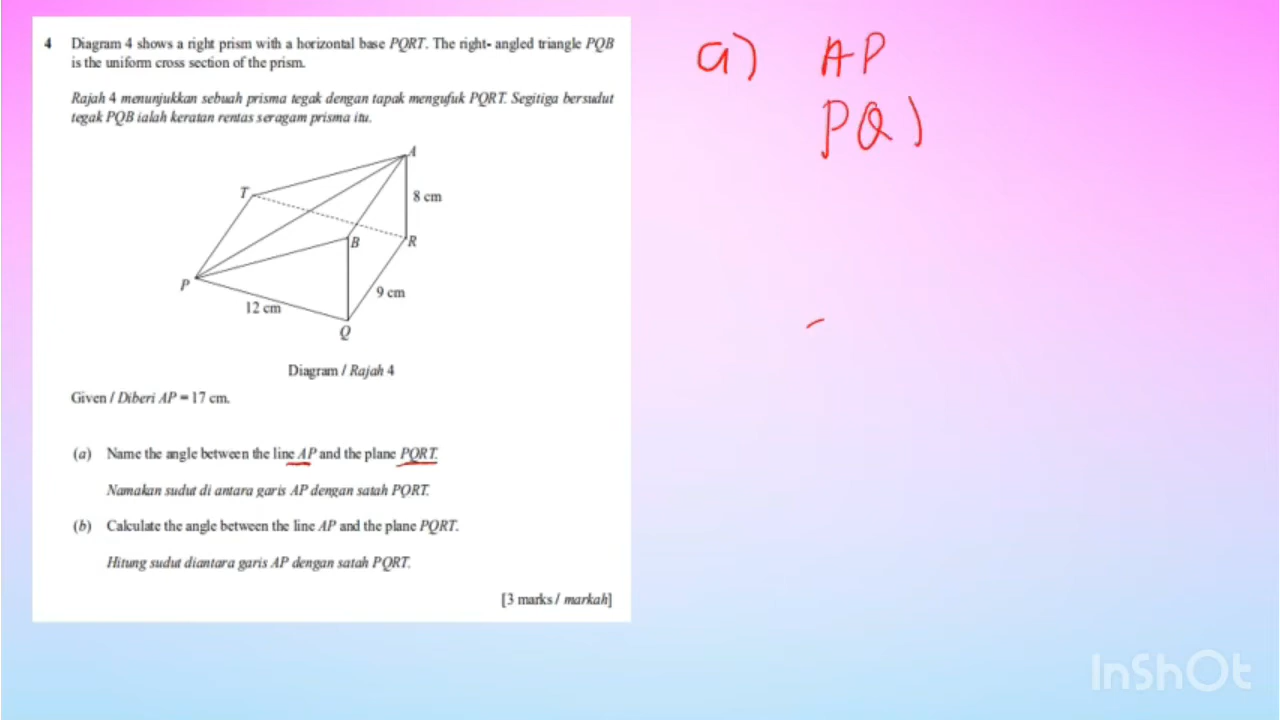 4 Diagram 4 shows a right prism with a horizontal base PQRT. The right- angled triangle PQB
is the uniform cross section of the prism.
Rajah 4 menunjukkan sebuah prisma tegak dengan tapak mengufuk PQRT. Segitiga bersudut
tegak PQB ialah keratan rentas seragam prisma itu.
A
T
8 cm
B
R
P
9 cm
12 cm
Q
Diagram / Rajah 4
Given / Diberi AP = 17 cm.
(a) Name the angle between the line AP and the plane PQRT.
Namakan sudut di antara garis AP dengan satah PQRT.
(b) Calculate the angle between the line AP and the plane PQRT.
Hitung sudut diantara garis AP dengan satah PQRT.
[3 marks / markah]
a) AP
PQ)
InShOt